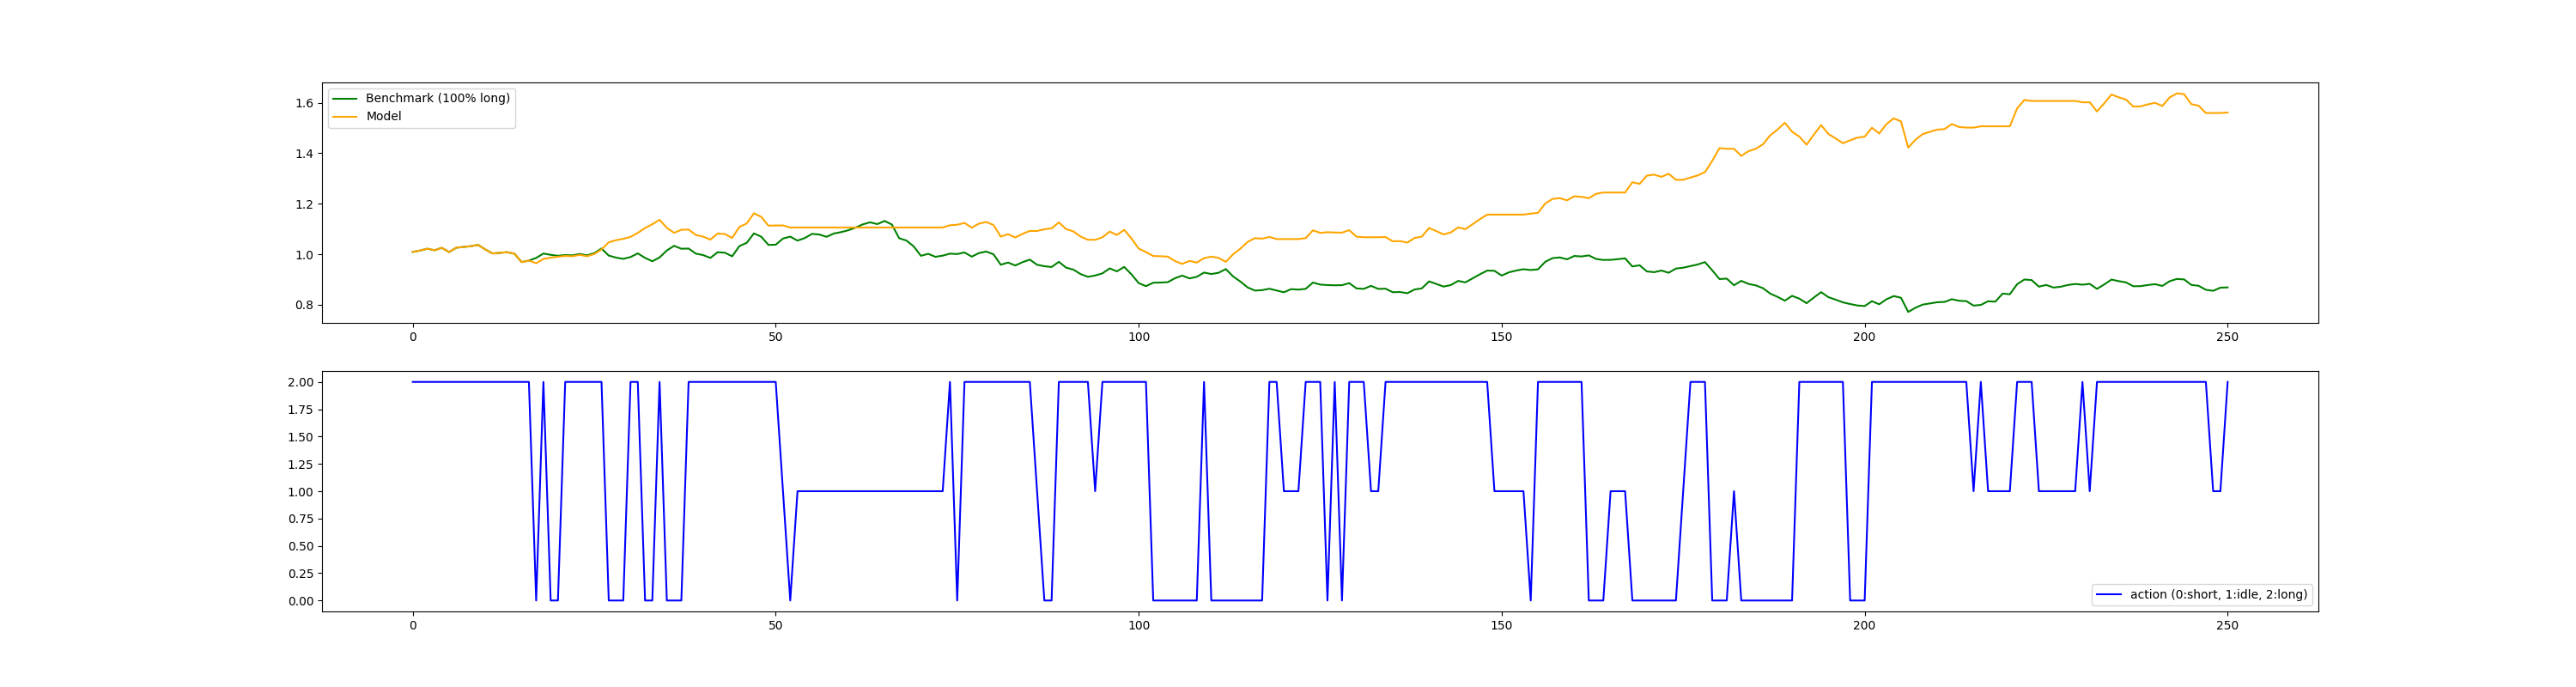 Benchmark (100% long)
Model
1.6
1.4
1.2
1.0
0.8
0 50 100 150 200 250
2.00
1.75
1.50
1.25
1.00
0.75
0.50
0.25
0.00
action (0:short, 1:idle, 2:long)
0 50 100 150 200 250